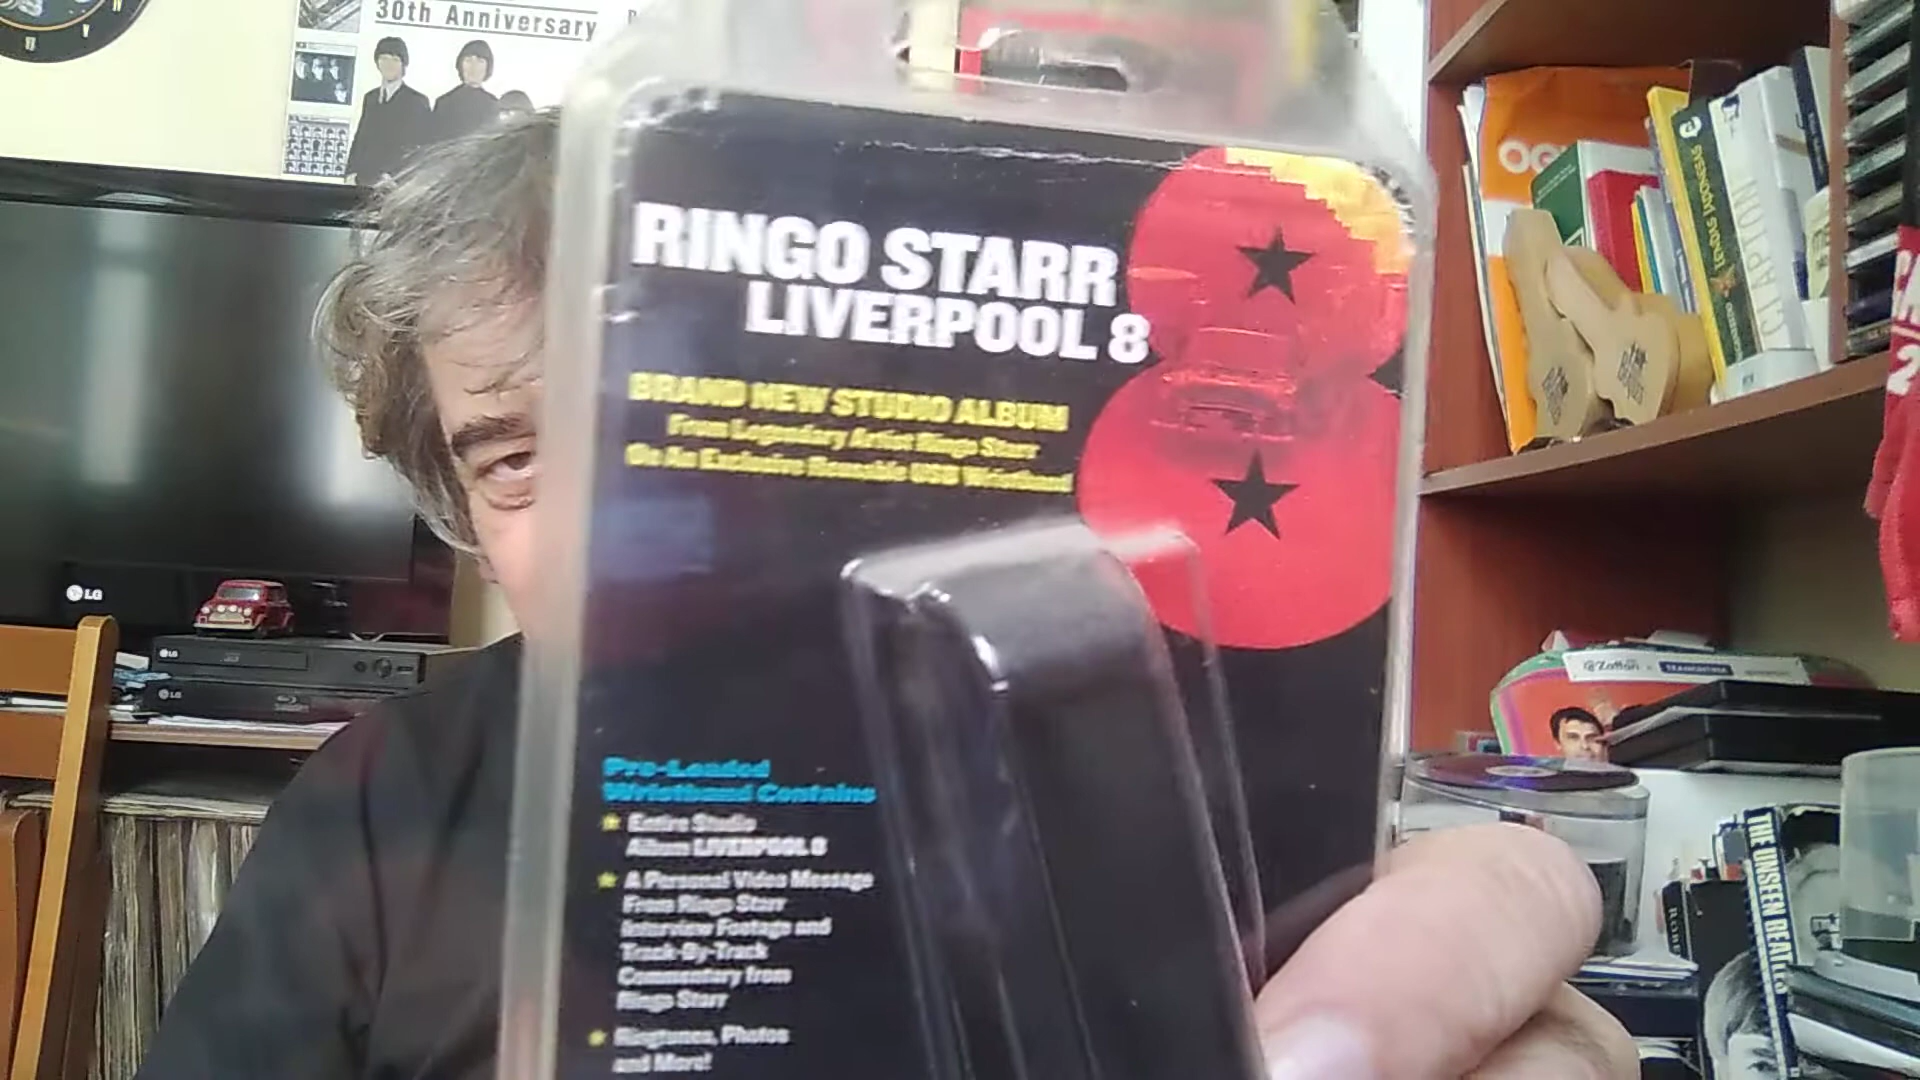 30th Anniversary
RINGO STARR
LIVERPOOL 8
BRAND NEW STUDIO ALBUM
From Legendary Artist Ringo Starr
On An Exclusive Reusable USB Wristband
Pre-Loaded
Wristband Contains
Entire Studio
Album LIVERPOOL 8
A Personal Video Message
From Ringo Starr
Interview Footage and
Track-By-Track
Commentary from
Ringo Starr
Ringtones, Photos
and More!
LG
LG
LG
CLAPTON
@Zaffari
TRAMONTINA
THE UNSEEN BEATLES